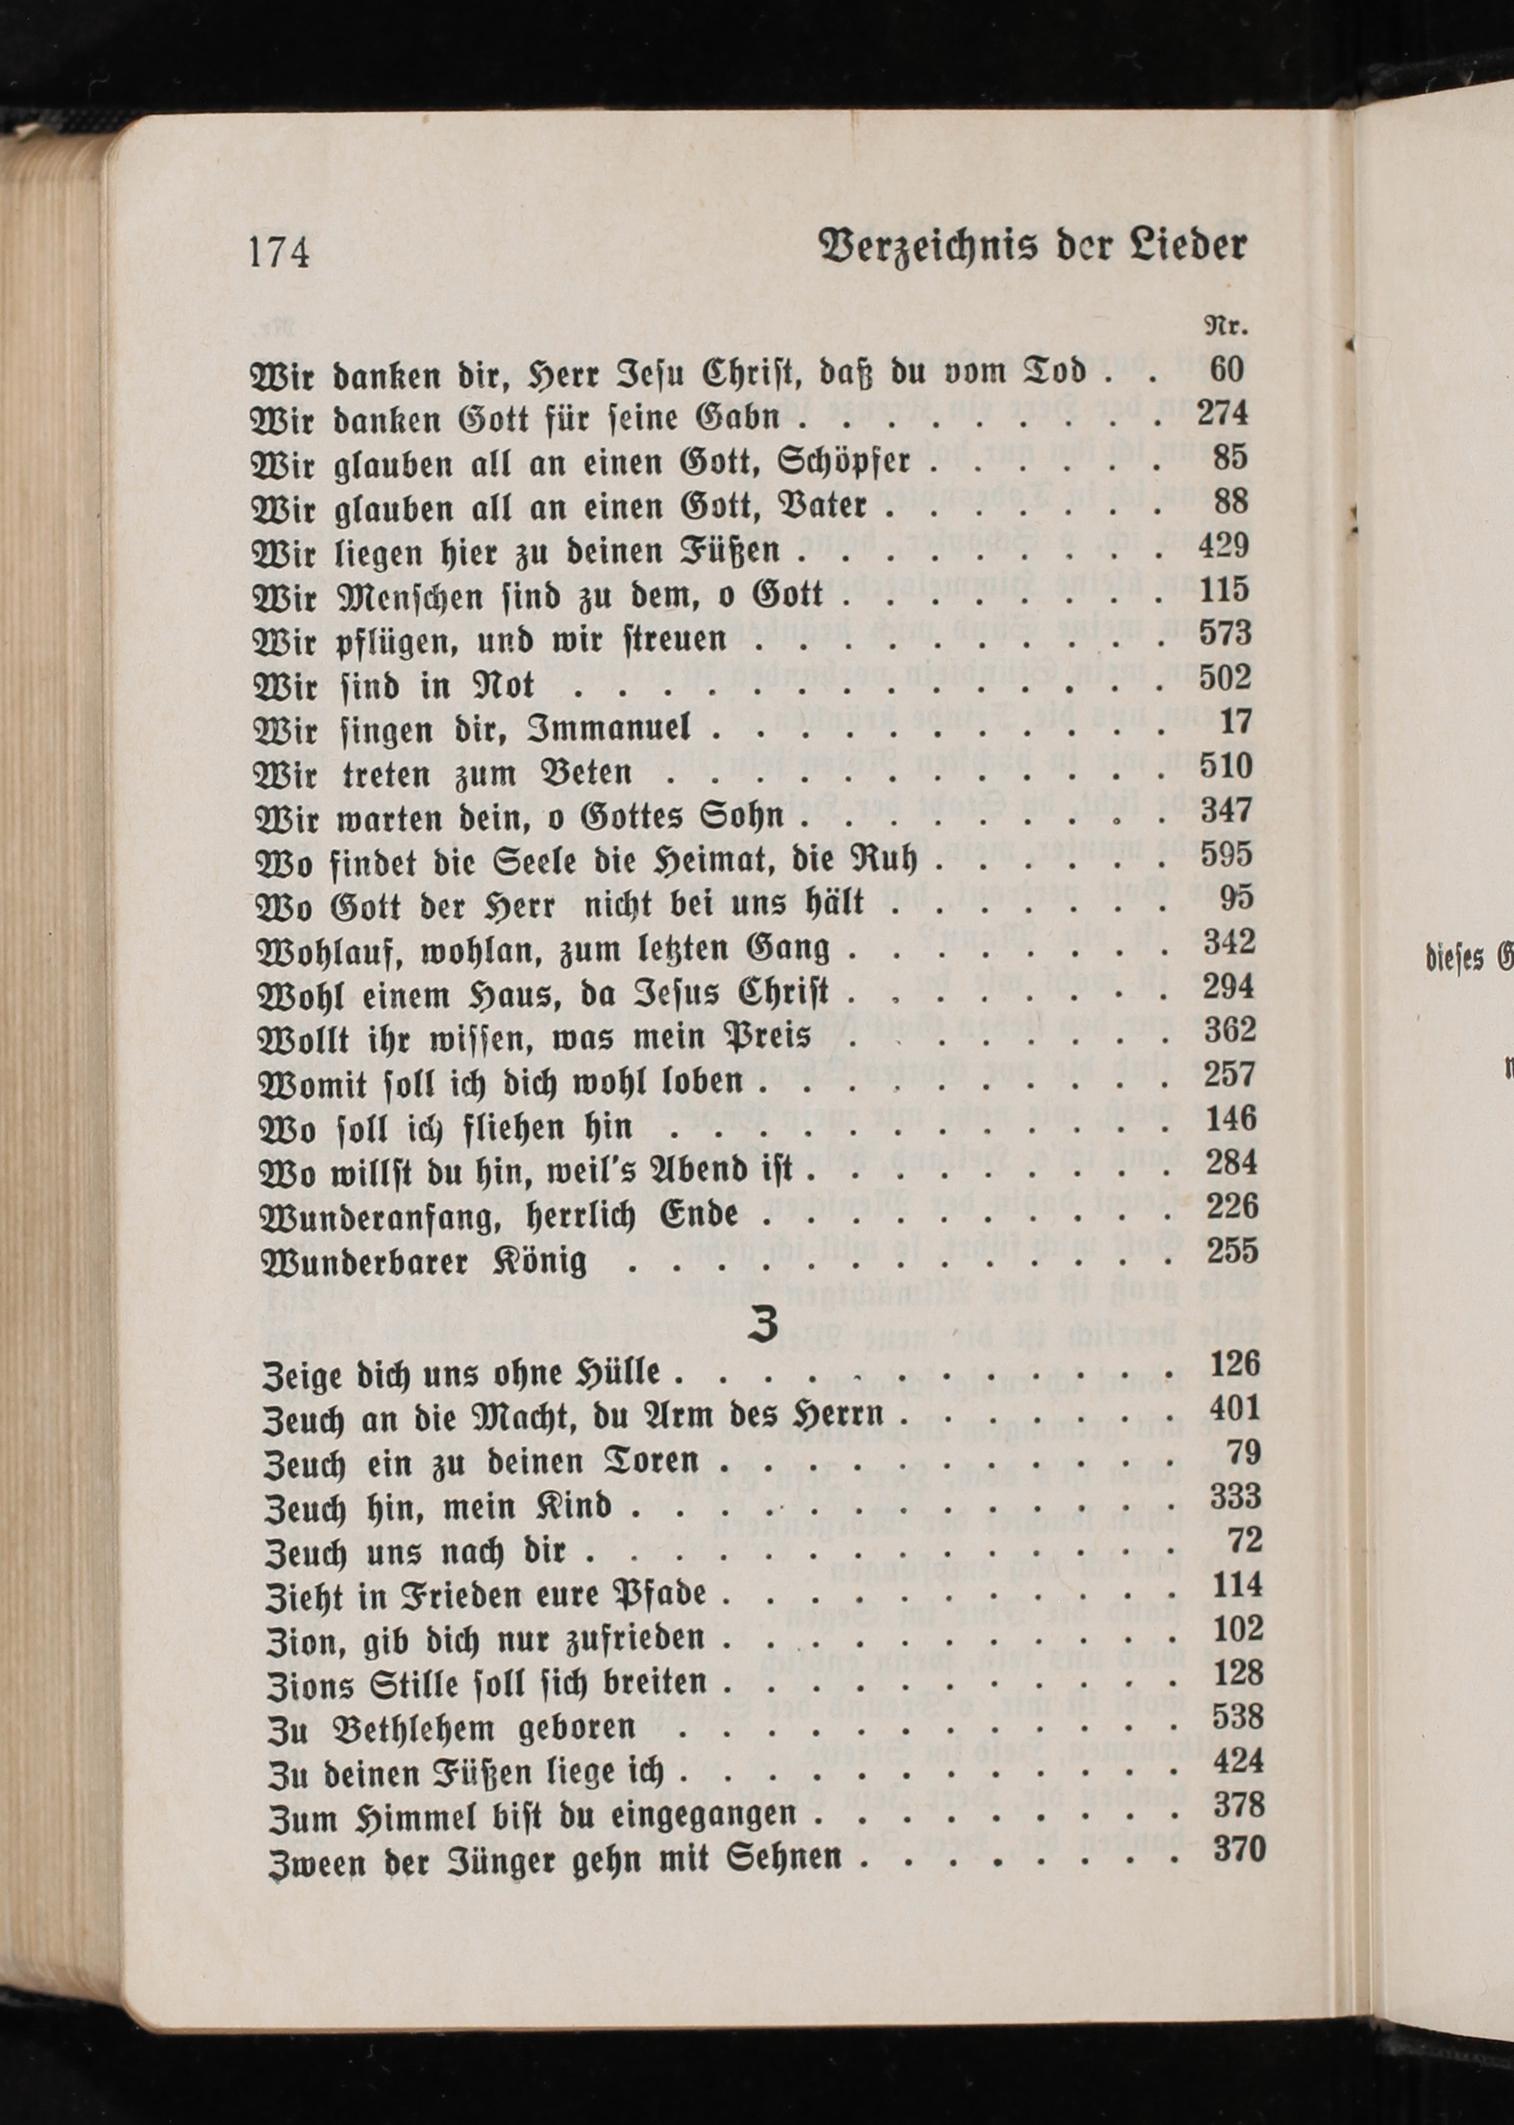 174 Verzeichnis der Lieder
Nr.
Wir danken dir, Herr Jesu Christ, daß du vom Tod . . 60
Wir danken Gott für seine Gabn . . . . . . . . . 274
Wir glauben all an einen Gott, Schöpfer . . . . . . 85
Wir glauben all an einen Gott, Vater . . . . . . . 88
Wir liegen hier zu deinen Füßen . . . . . . . . . 429
Wir Menschen sind zu dem, o Gott . . . . . . . . 115
Wir pflügen, und wir streuen . . . . . . . . . . 573
Wir sind in Not . . . . . . . . . . . . . . 502
Wir singen dir, Immanuel . . . . . . . . . . . 17
Wir treten zum Beten . . . . . . . . . . . . 510
Wir warten dein, o Gottes Sohn . . . . . . . . . 347
Wo findet die Seele die Heimat, die Ruh . . . . . . 595
Wo Gott der Herr nicht bei uns hält . . . . . . . 95
Wohlauf, wohlan, zum letzten Gang . . . . . . . . 342
Wohl einem Haus, da Jesus Christ . . . . . . . . 294
Wollt ihr wissen, was mein Preis . . . . . . . . 362
Womit soll ich dich wohl loben . . . . . . . . . . 257
Wo soll ich fliehen hin . . . . . . . . . . . . 146
Wo willst du hin, weil's Abend ist . . . . . . . . . 284
Wunderanfang, herrlich Ende . . . . . . . . . . 226
Wunderbarer König . . . . . . . . . . . . . 255
Z
Zeige dich uns ohne Hülle . . . . . . . . . . . . 126
Zeuch an die Macht, du Arm des Herrn . . . . . . . 401
Zeuch ein zu deinen Toren . . . . . . . . . . . 79
Zeuch hin, mein Kind . . . . . . . . . . . . . 333
Zeuch uns nach dir . . . . . . . . . . . . . . 72
Zieht in Frieden eure Pfade . . . . . . . . . . . 114
Zion, gib dich nur zufrieden . . . . . . . . . . . 102
Zions Stille soll sich breiten . . . . . . . . . . . 128
Zu Bethlehem geboren . . . . . . . . . . . . 538
Zu deinen Füßen liege ich . . . . . . . . . . . . 424
Zum Himmel bist du eingegangen . . . . . . . . . 378
Zween der Jünger gehn mit Sehnen . . . . . . . . 370
dieses